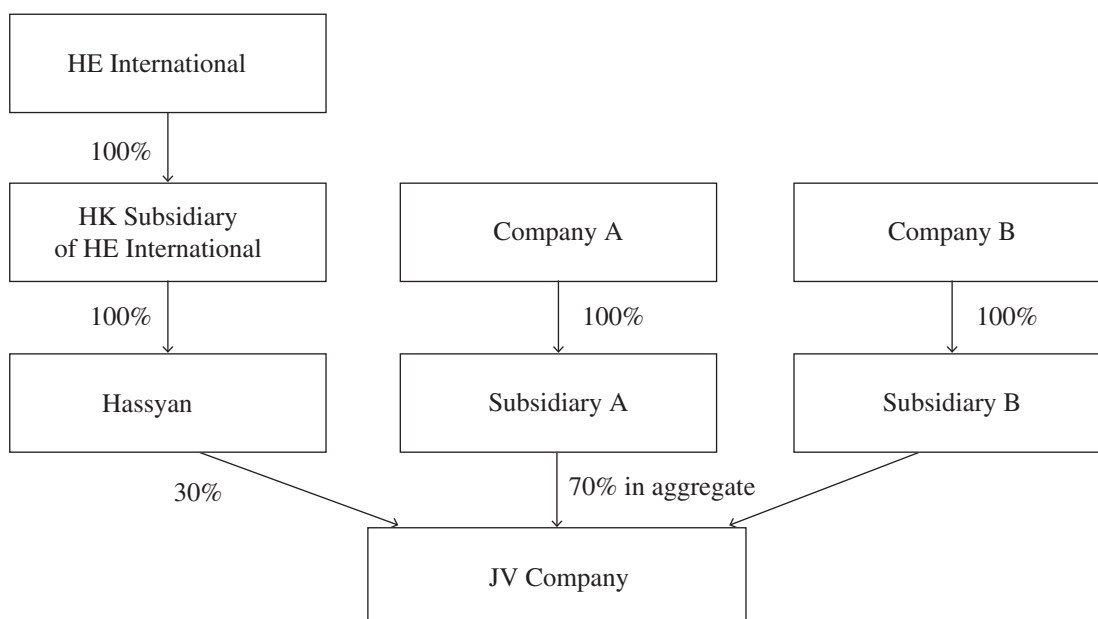 HE International
100%
HK Subsidiary
of HE International
Company A
Company B
100%
100%
100%
Hassyan
Subsidiary A
Subsidiary B
30%
70% in aggregate
JV Company